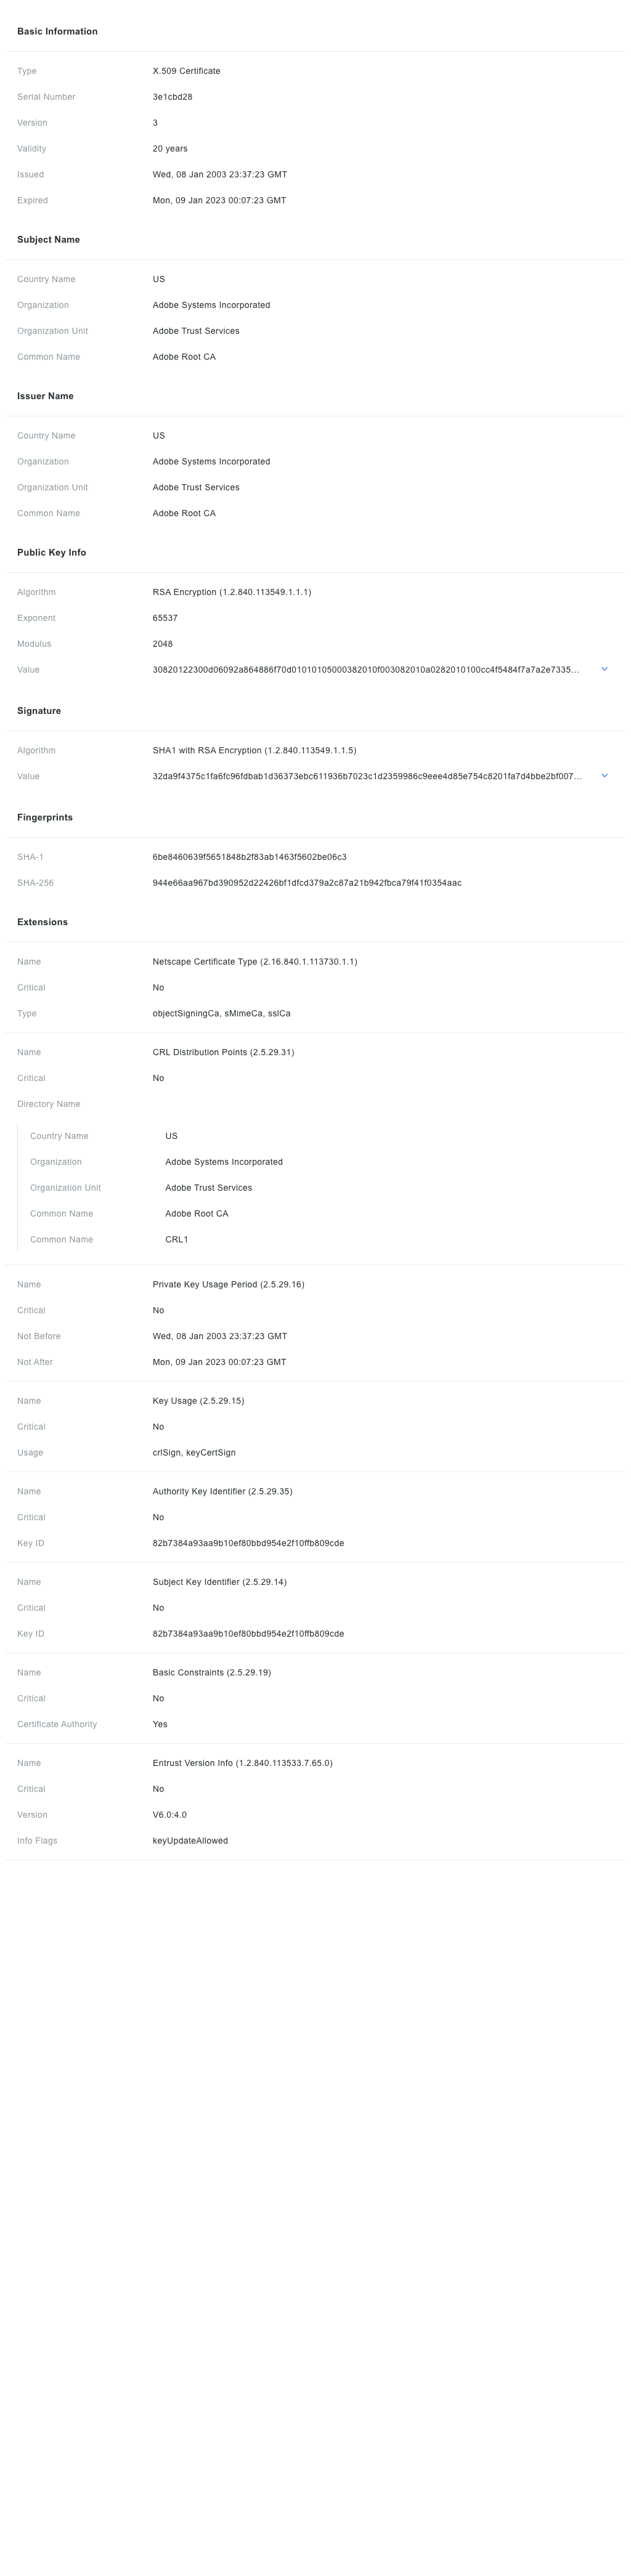 Basic Information
Type X.509 Certificate
Serial Number 3e1cbd28
Version 3
Validity 20 years
Issued Wed, 08 Jan 2003 23:37:23 GMT
Expired Mon, 09 Jan 2023 00:07:23 GMT
Subject Name
Country Name US
Organization Adobe Systems Incorporated
Organization Unit Adobe Trust Services
Common Name Adobe Root CA
Issuer Name
Country Name US
Organization Adobe Systems Incorporated
Organization Unit Adobe Trust Services
Common Name Adobe Root CA
Public Key Info
Algorithm RSA Encryption (1.2.840.113549.1.1.1)
Exponent 65537
Modulus 2048
Value 30820122300d06092a864886f70d01010105000382010f003082010a0282010100cc4f5484f7a7a2e7335...
Signature
Algorithm SHA1 with RSA Encryption (1.2.840.113549.1.1.5)
Value 32da9f4375c1fa6fc96fdbab1d36373ebc611936b7023c1d2359986c9eee4d85e754c8201fa7d4bbe2bf007...
Fingerprints
SHA-1 6be8460639f5651848b2f83ab1463f5602be06c3
SHA-256 944e66aa967bd390952d22426bf1dfcd379a2c87a21b942fbca79f41f0354aac
Extensions
Name Netscape Certificate Type (2.16.840.1.113730.1.1)
Critical No
Type objectSigningCa, sMimeCa, sslCa
Name CRL Distribution Points (2.5.29.31)
Critical No
Directory Name
Country Name US
Organization Adobe Systems Incorporated
Organization Unit Adobe Trust Services
Common Name Adobe Root CA
Common Name CRL1
Name Private Key Usage Period (2.5.29.16)
Critical No
Not Before Wed, 08 Jan 2003 23:37:23 GMT
Not After Mon, 09 Jan 2023 00:07:23 GMT
Name Key Usage (2.5.29.15)
Critical No
Usage crlSign, keyCertSign
Name Authority Key Identifier (2.5.29.35)
Critical No
Key ID 82b7384a93aa9b10ef80bbd954e2f10ffb809cde
Name Subject Key Identifier (2.5.29.14)
Critical No
Key ID 82b7384a93aa9b10ef80bbd954e2f10ffb809cde
Name Basic Constraints (2.5.29.19)
Critical No
Certificate Authority Yes
Name Entrust Version Info (1.2.840.113533.7.65.0)
Critical No
Version V6.0:4.0
Info Flags keyUpdateAllowed